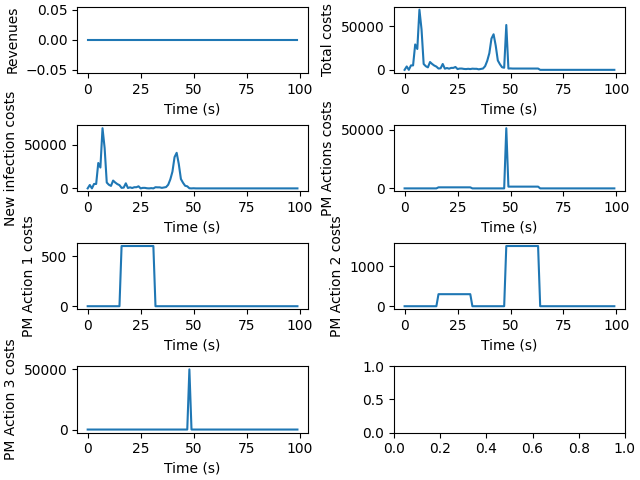 Revenues
0.05
0.00
−0.05
0 25 50 75 100
Time (s)
Total costs
50000
0
0 25 50 75 100
Time (s)
New infection costs
50000
0
0 25 50 75 100
Time (s)
PM Actions costs
50000
0
0 25 50 75 100
Time (s)
PM Action 1 costs
500
0
0 25 50 75 100
Time (s)
PM Action 2 costs
1000
0
0 25 50 75 100
Time (s)
PM Action 3 costs
50000
0
0 25 50 75 100
Time (s)
1.0
0.5
0.0
0.0 0.2 0.4 0.6 0.8 1.0